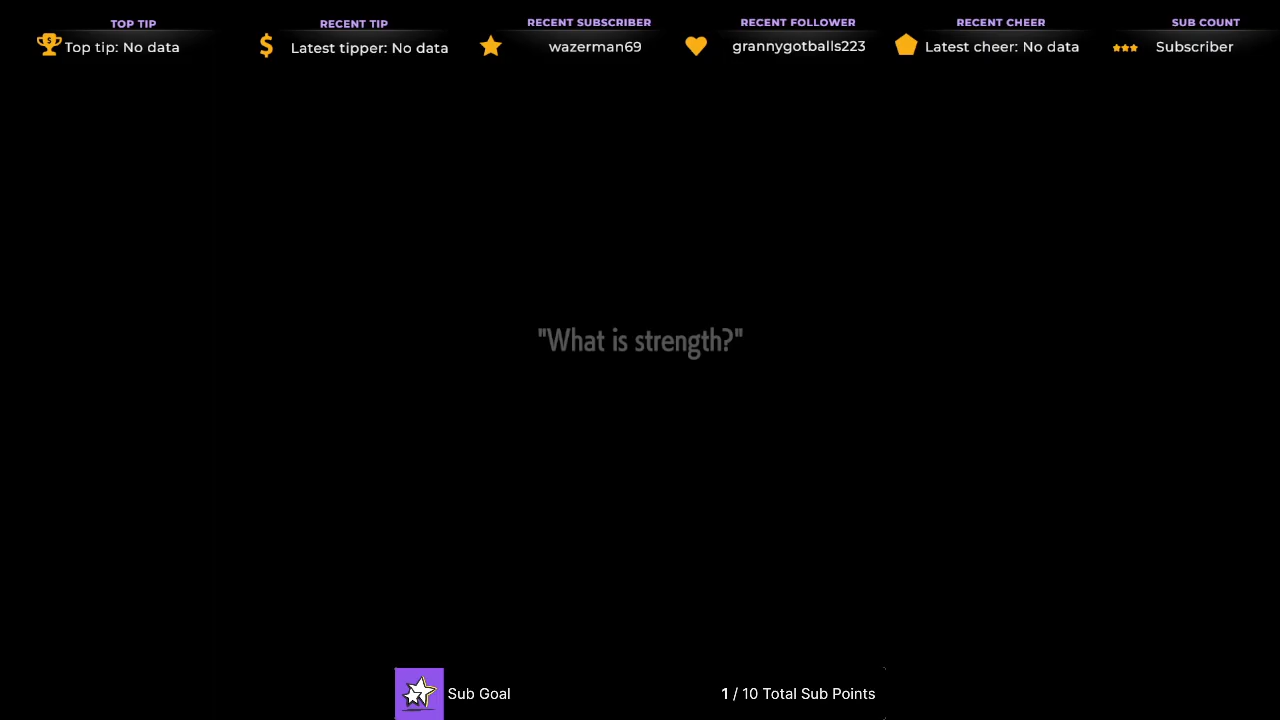 TOP TIP
Top tip: No data
RECENT TIP
Latest tipper: No data
RECENT SUBSCRIBER
wazerman69
RECENT FOLLOWER
grannygotballs223
RECENT CHEER
Latest cheer: No data
SUB COUNT
Subscriber
"What is strength?"
Sub Goal
1 / 10 Total Sub Points